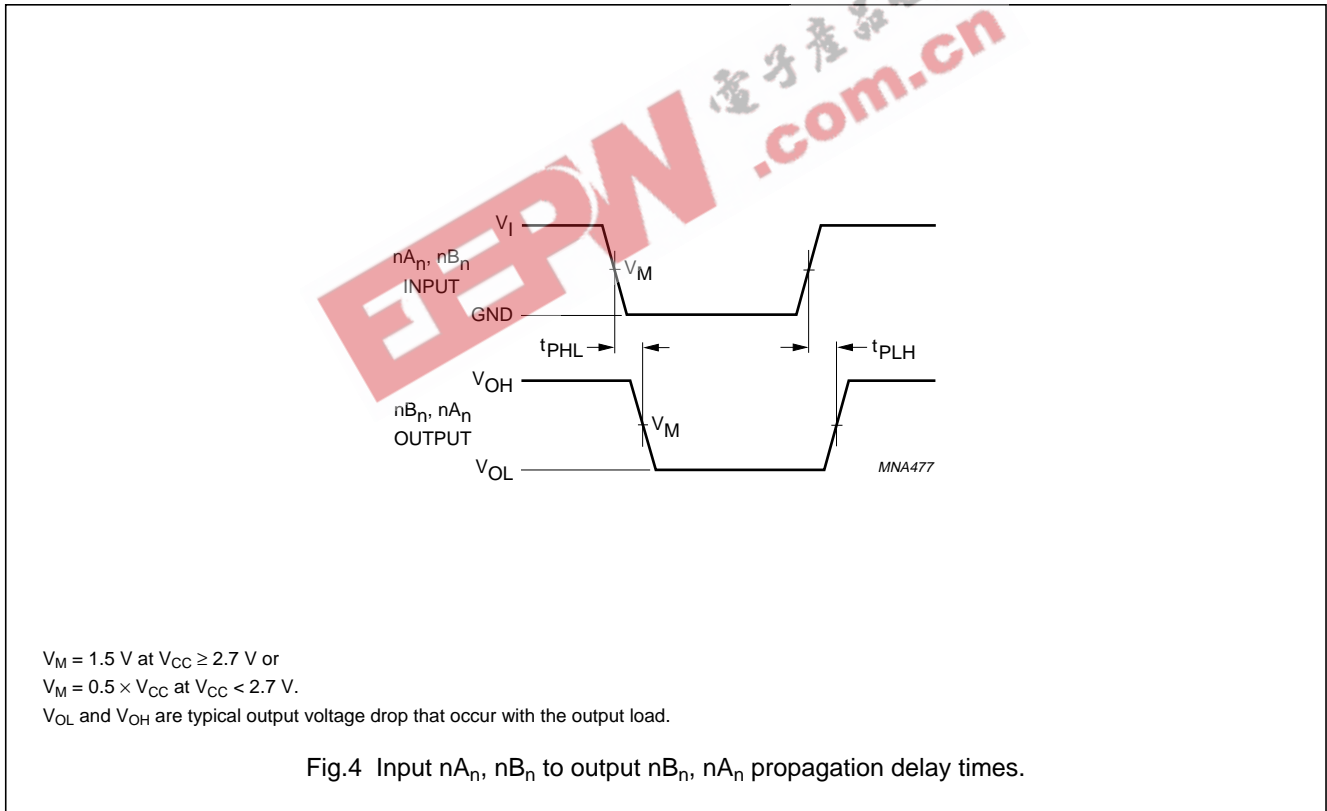 電子產品
EEPW
.com.cn
V_I
nA_n, nB_n
INPUT
V_M
GND
t_PHL
t_PLH
V_OH
nB_n, nA_n
OUTPUT
V_M
V_OL
MNA477
V_M = 1.5 V at V_CC ≥ 2.7 V or
V_M = 0.5 × V_CC at V_CC < 2.7 V.
V_OL and V_OH are typical output voltage drop that occur with the output load.
Fig.4 Input nA_n, nB_n to output nB_n, nA_n propagation delay times.